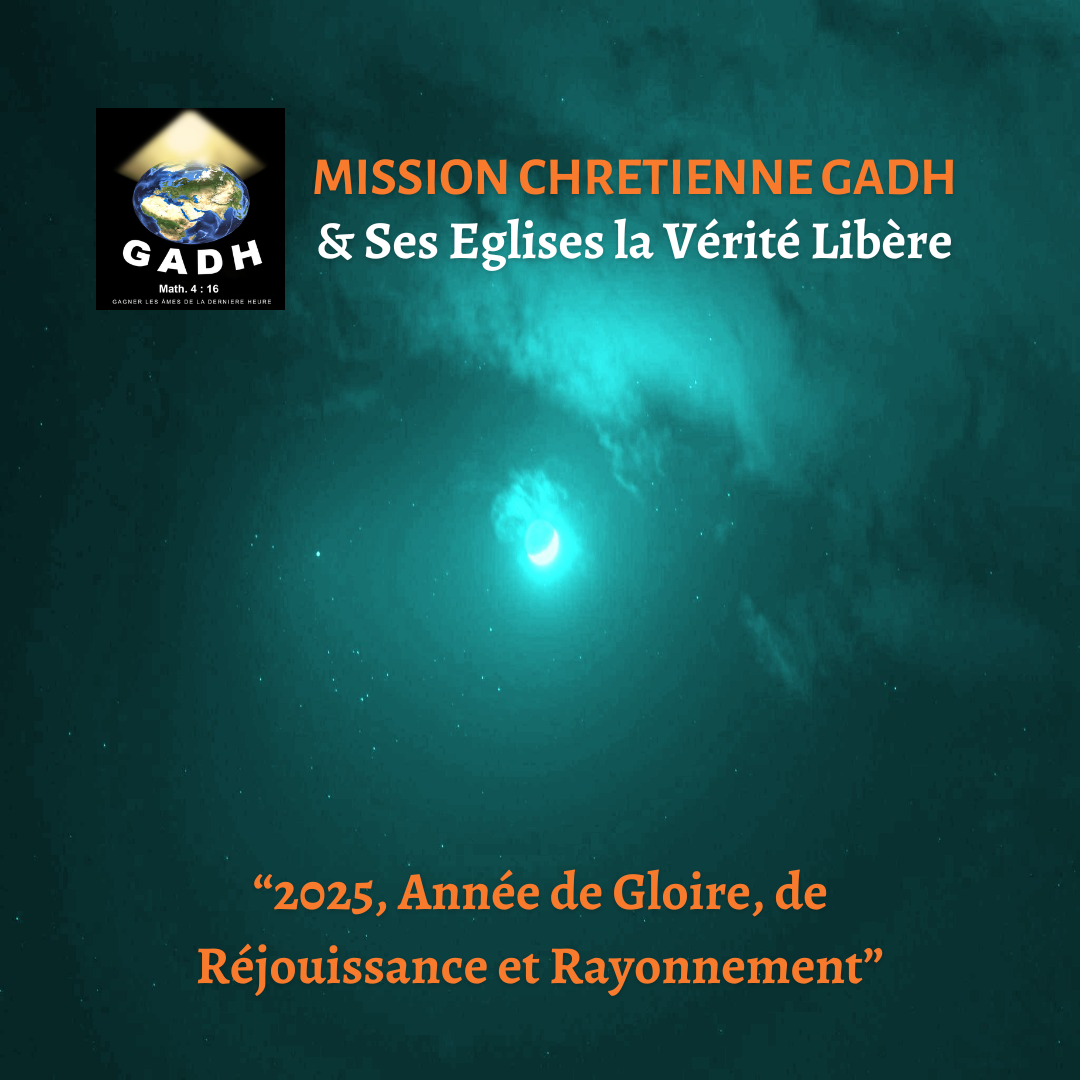 MISSION CHRETIENNE GADH
& Ses Eglises la Vérité Libère
GADH
Math. 4 : 16
GAGNER LES ÂMES DE LA DERNIERE HEURE
“2025, Année de Gloire, de
Réjouissance et Rayonnement”